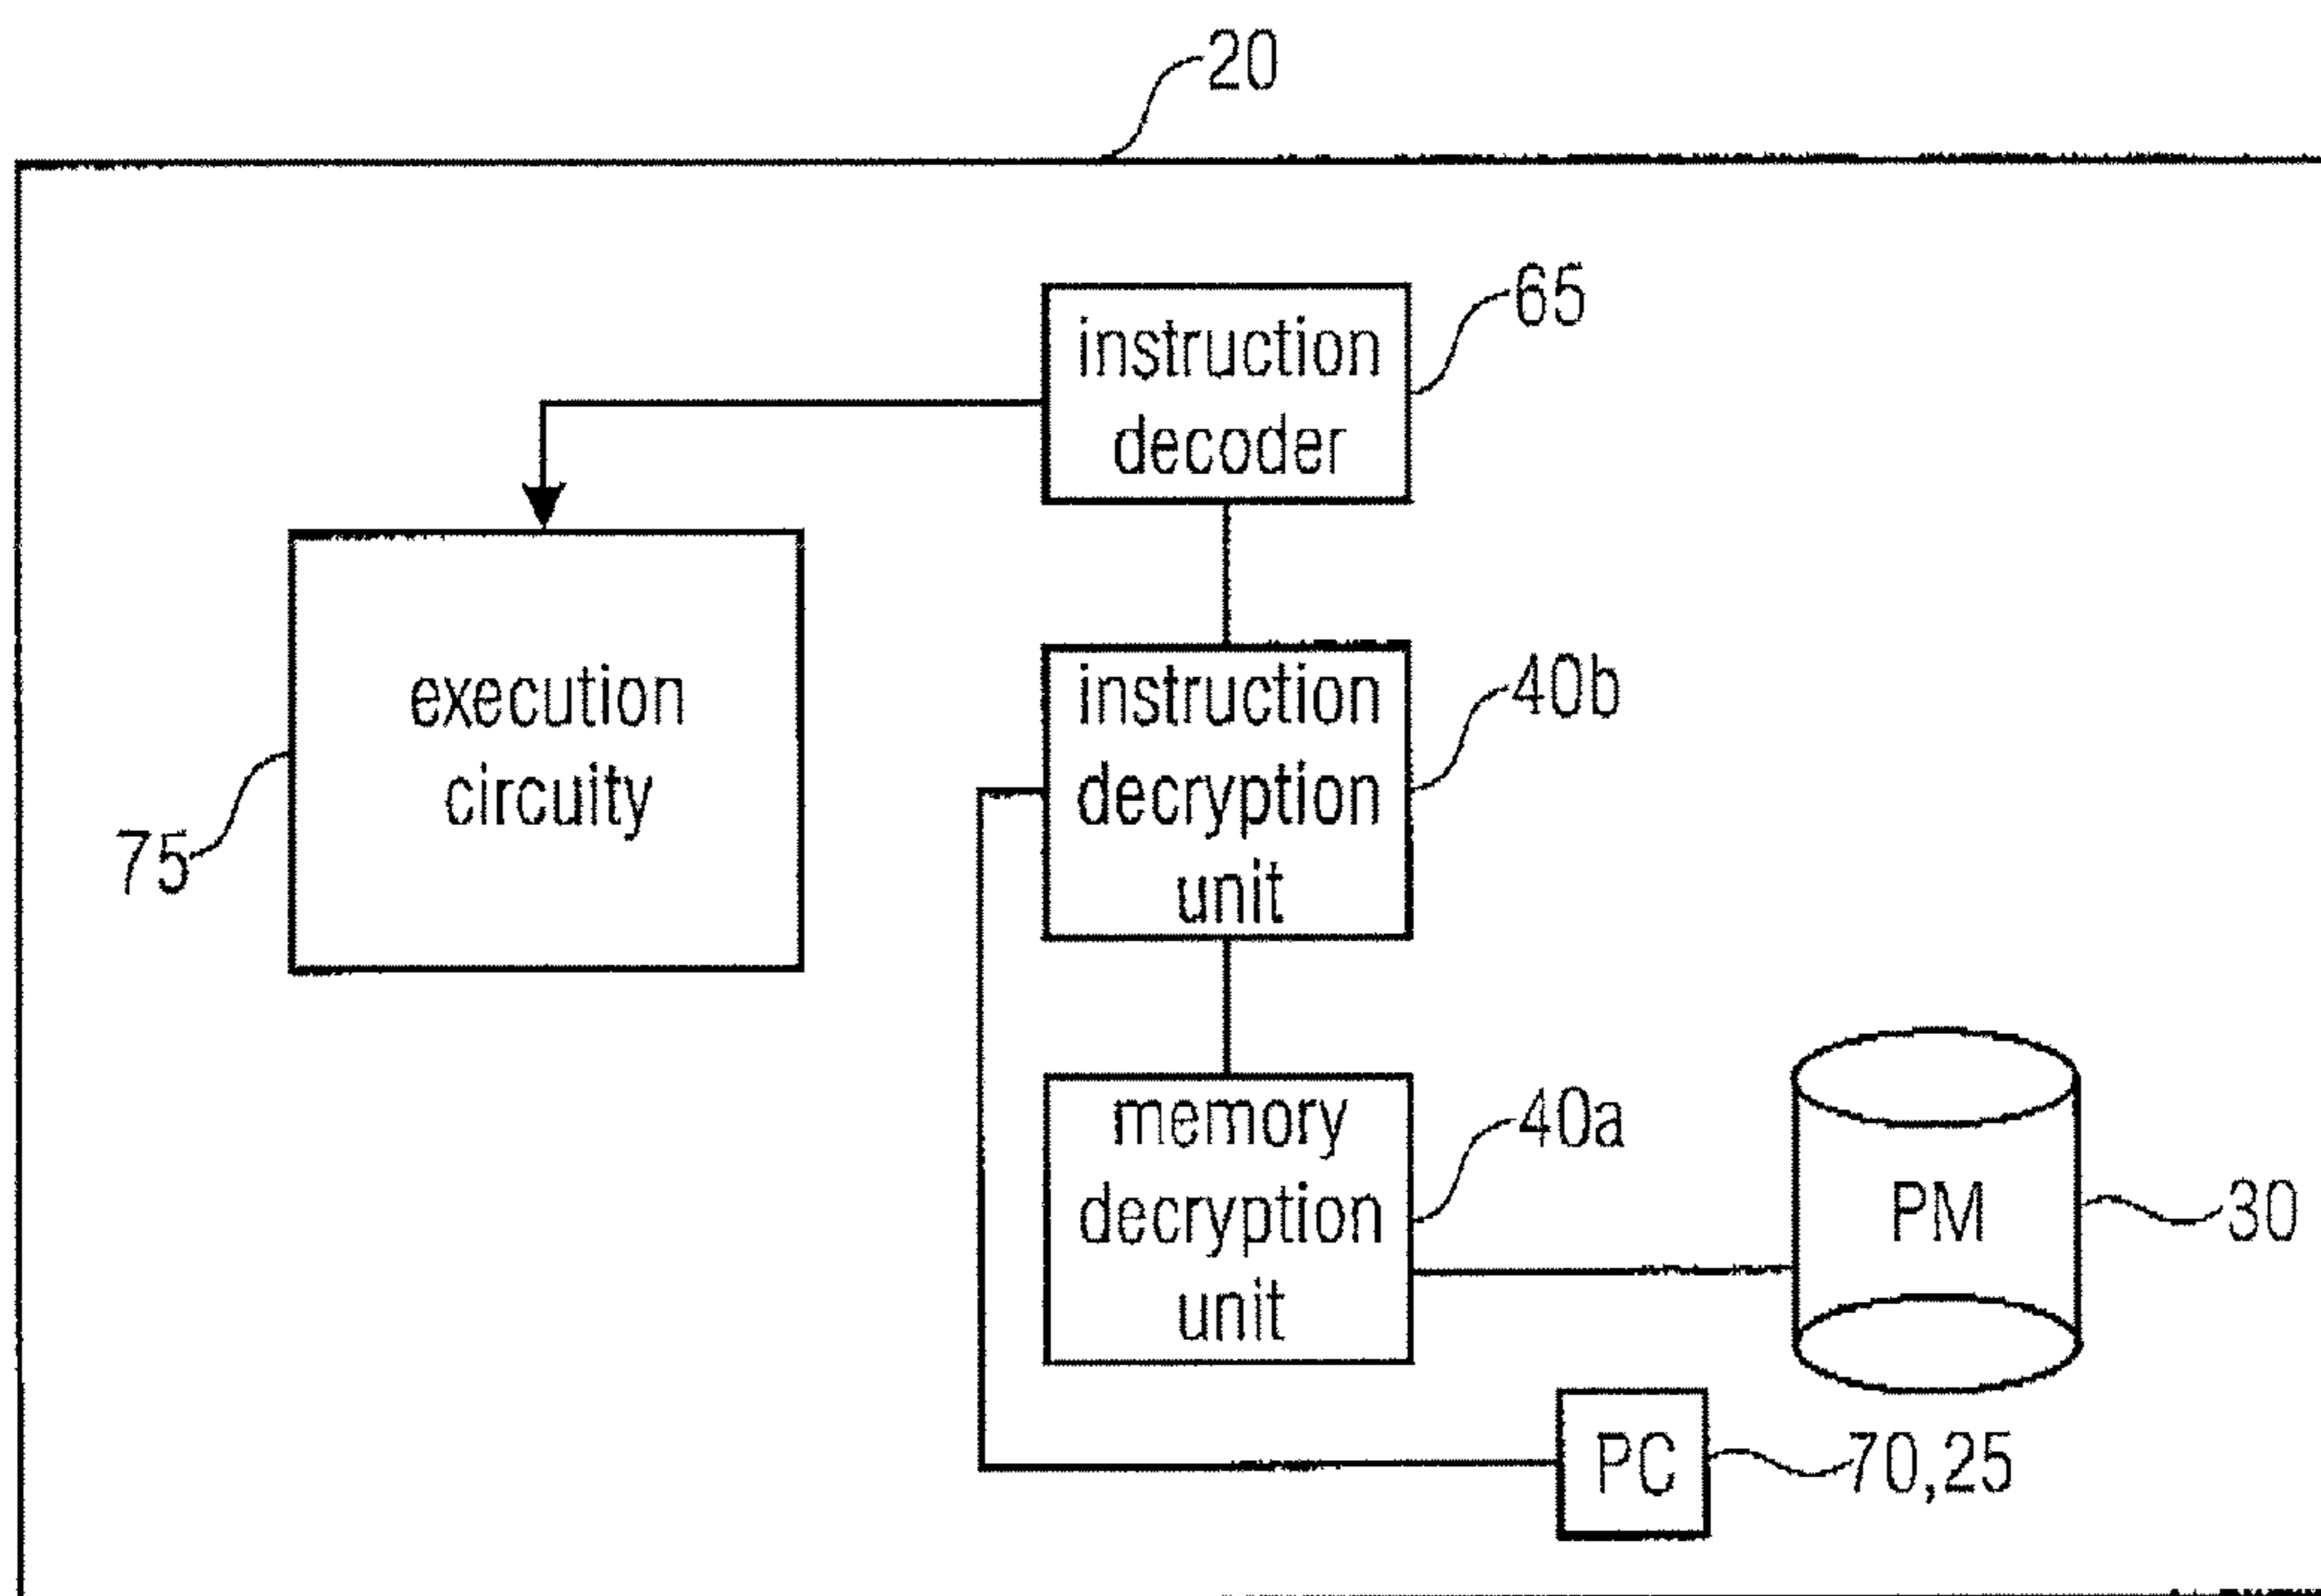 20
instruction
decoder
65
execution
circuity
75
instruction
decryption
unit
40b
memory
decryption
unit
40a
PM
30
PC
70,25